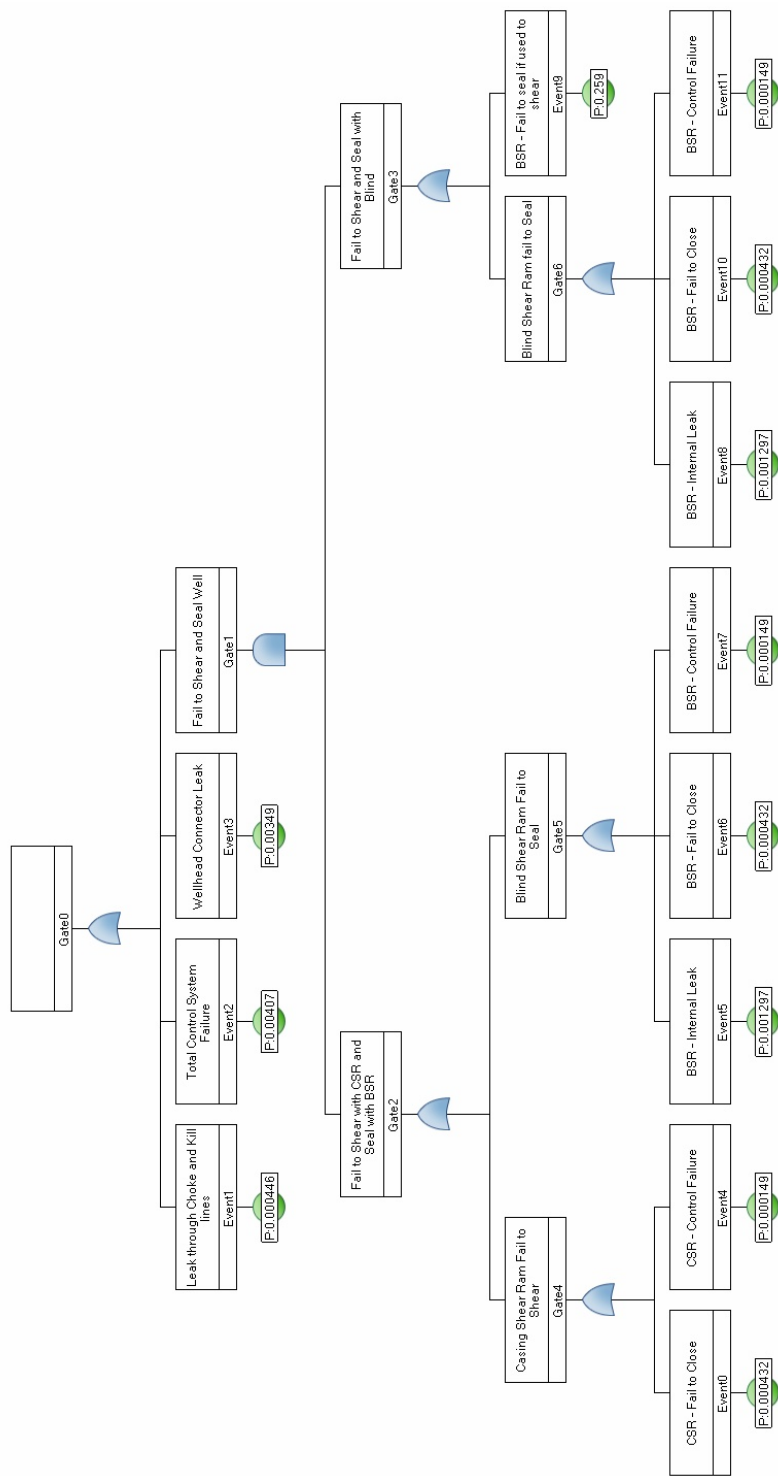 Gate0
Leak through Choke and Kill
lines
Event1
P:0.000446
Total Control System
Failure
Event2
P:0.00407
Wellhead Connector Leak
Event3
P:0.00349
Fail to Shear and Seal Well
Gate1
Fail to Shear with CSR and
Seal with BSR
Gate2
Fail to Shear and Seal with
Blind
Gate3
Casing Shear Ram Fail to
Shear
Gate4
Blind Shear Ram Fail to
Seal
Gate5
Blind Shear Ram fail to Seal
Gate6
BSR - Fail to seal if used to
shear
Event9
P:0.259
CSR - Fail to Close
Event0
P:0.000432
CSR - Control Failure
Event4
P:0.000149
BSR - Internal Leak
Event5
P:0.001297
BSR - Fail to Close
Event6
P:0.000432
BSR - Control Failure
Event7
P:0.000149
BSR - Internal Leak
Event8
P:0.001297
BSR - Fail to Close
Event10
P:0.000432
BSR - Control Failure
Event11
P:0.000149